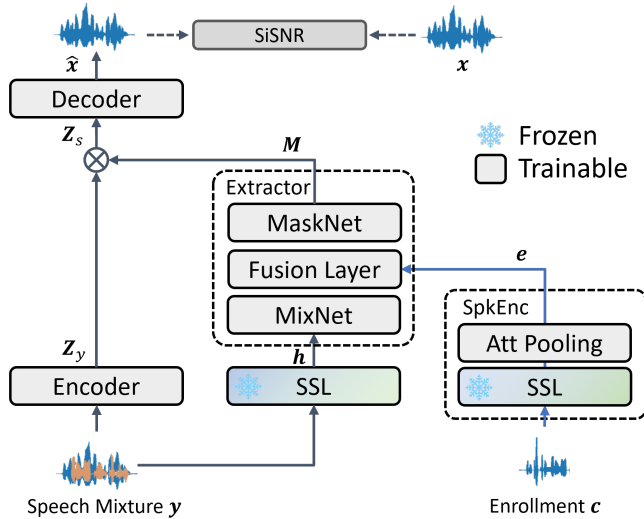 SiSNR
x̂
x
Decoder
Z_s
M
Frozen
Trainable
Extractor
MaskNet
Fusion Layer
MixNet
e
SpkEnc
Att Pooling
SSL
Z_y
h
Encoder
SSL
Speech Mixture y
Enrollment c